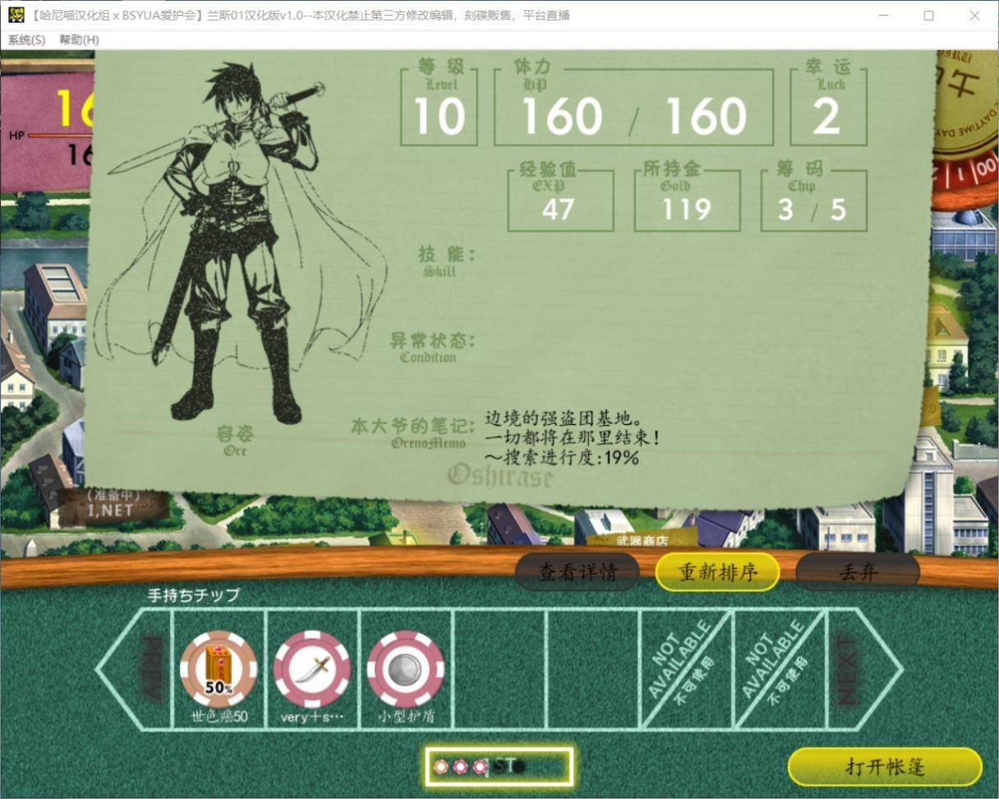 【哈尼喵汉化组 x BSYUA爱护会】兰斯01汉化版v1.0--本汉化禁止第三方修改编辑，刻碟贩售，平台直播
系统(S) 帮助(H)
等级
Level
10
体力
HP
160 / 160
幸运
Luck
2
HP
经验值
EXP
47
所持金
Gold
119
筹码
Chip
3 / 5
技能：
Skill
异常状态：
Condition
容姿
Ore
本大爷的笔记：
OrenoMemo
边境的强盗团基地。
一切都将在那里结束！
～搜索进行度:19%
Oshirase
(准备中)
I,NET
武器商店
查看详情 重新排序 丢弃
手持ちチップ
PREV
50%
世色癌50
very＋s…
小型护盾
NOT AVAILABLE
不可使用
NOT AVAILABLE
不可使用
NEXT
打开帐篷